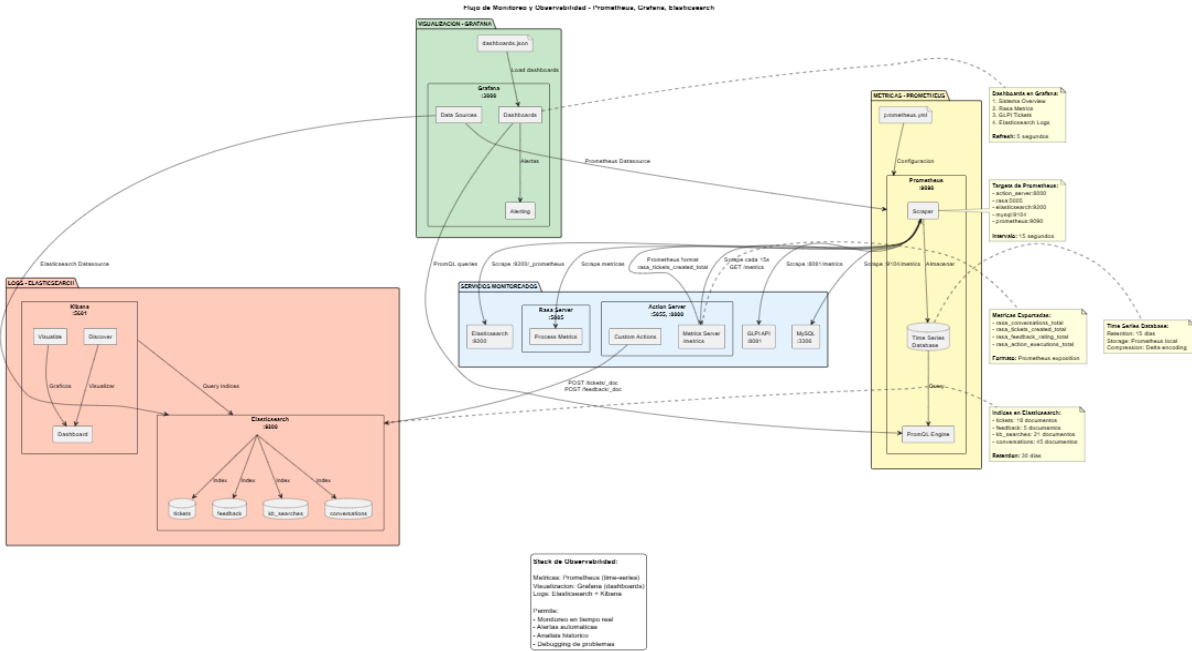 Flujo de Monitoreo y Observabilidad - Prometheus, Grafana, Elasticsearch
VISUALIZACION - GRAFANA
dashboards.json
Load dashboards
Grafana
:3000
Data Sources
Dashboards
Alertas
Alerting
METRICAS - PROMETHEUS
prometheus.yml
Configuracion
Prometheus
:9090
Scraper
Almacenar
Time Series
Database
Query
PromQL Engine
Dashboards en Grafana:
1. Sistema Overview
2. Rasa Metrics
3. GLPI Tickets
4. Elasticsearch Logs
Refresh: 5 segundos
Targets de Prometheus:
- action_server:8000
- rasa:5005
- elasticsearch:9200
- mysql:9104
- prometheus:9090
Intervalo: 15 segundos
Prometheus Datasource
Elasticsearch Datasource
PromQL queries
Scrape :9200/_prometheus
Scrape metricas
Prometheus format
rasa_tickets_created_total
Scrape cada 15s
GET /metrics
Scrape :8081/metrics
Scrape :9104/metrics
LOGS - ELASTICSEARCH
Kibana
:5601
Visualize
Discover
Graficos
Visualizar
Dashboard
Query indices
Elasticsearch
:9200
Index
Index
Index
Index
tickets
feedback
kb_searches
conversations
SERVICIOS MONITOREADOS
Elasticsearch
:9200
Rasa Server
:5005
Process Metrics
Action Server
:5055, :8000
Custom Actions
Metrics Server
/metrics
GLPI API
:8081
MySQL
:3306
POST /tickets/_doc
POST /feedback/_doc
Metricas Exportadas:
- rasa_conversations_total
- rasa_tickets_created_total
- rasa_feedback_rating_total
- rasa_action_executions_total
Formato: Prometheus exposition
Time Series Database:
Retention: 15 dias
Storage: Prometheus local
Compression: Delta encoding
Indices en Elasticsearch:
- tickets: 18 documentos
- feedback: 5 documentos
- kb_searches: 21 documentos
- conversations: 45 documentos
Retention: 30 dias
Stack de Observabilidad:
Metricas: Prometheus (time-series)
Visualizacion: Grafana (dashboards)
Logs: Elasticsearch + Kibana
Permite:
- Monitoreo en tiempo real
- Alertas automaticas
- Analisis historico
- Debugging de problemas